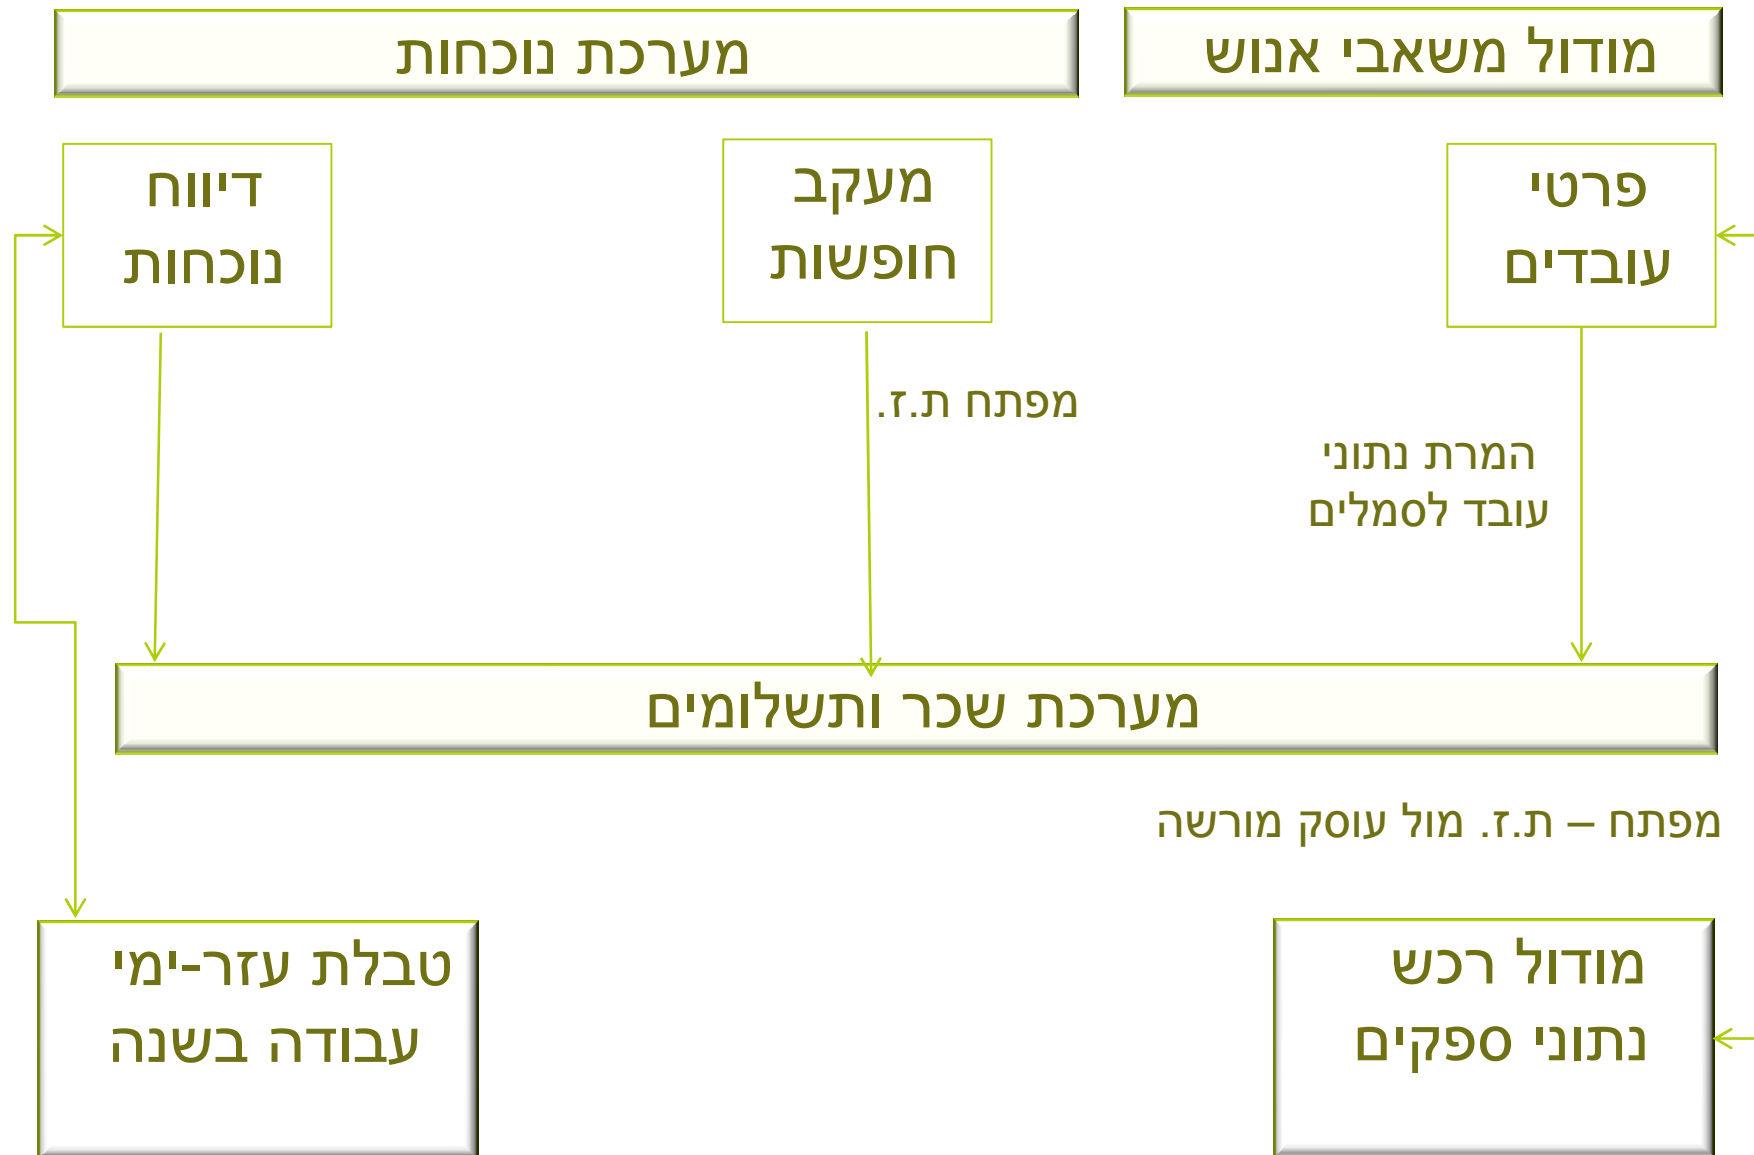 מודול משאבי אנוש
מערכת נוכחות
פרטי
עובדים
מעקב
חופשות
דיווח
נוכחות
מפתח ת.ז.
המרת נתוני
עובד לסמלים
מערכת שכר ותשלומים
מפתח – ת.ז. מול עוסק מורשה
מודול רכש
נתוני ספקים
טבלת עזר-ימי
עבודה בשנה